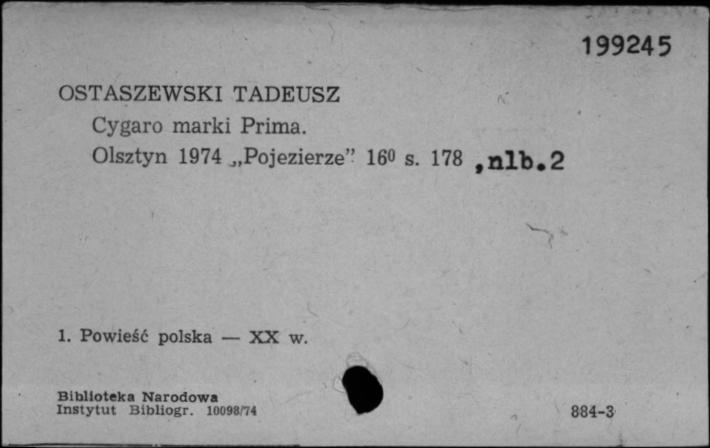 199245
OSTASZEWSKI TADEUSZ
Cygaro marki Prima.
Olsztyn 1974 „Pojezierze” 16⁰ s. 178 ,nlb.2
1. Powieść polska — XX w.
Biblioteka Narodowa
Instytut Bibliogr. 10098/74
884-3